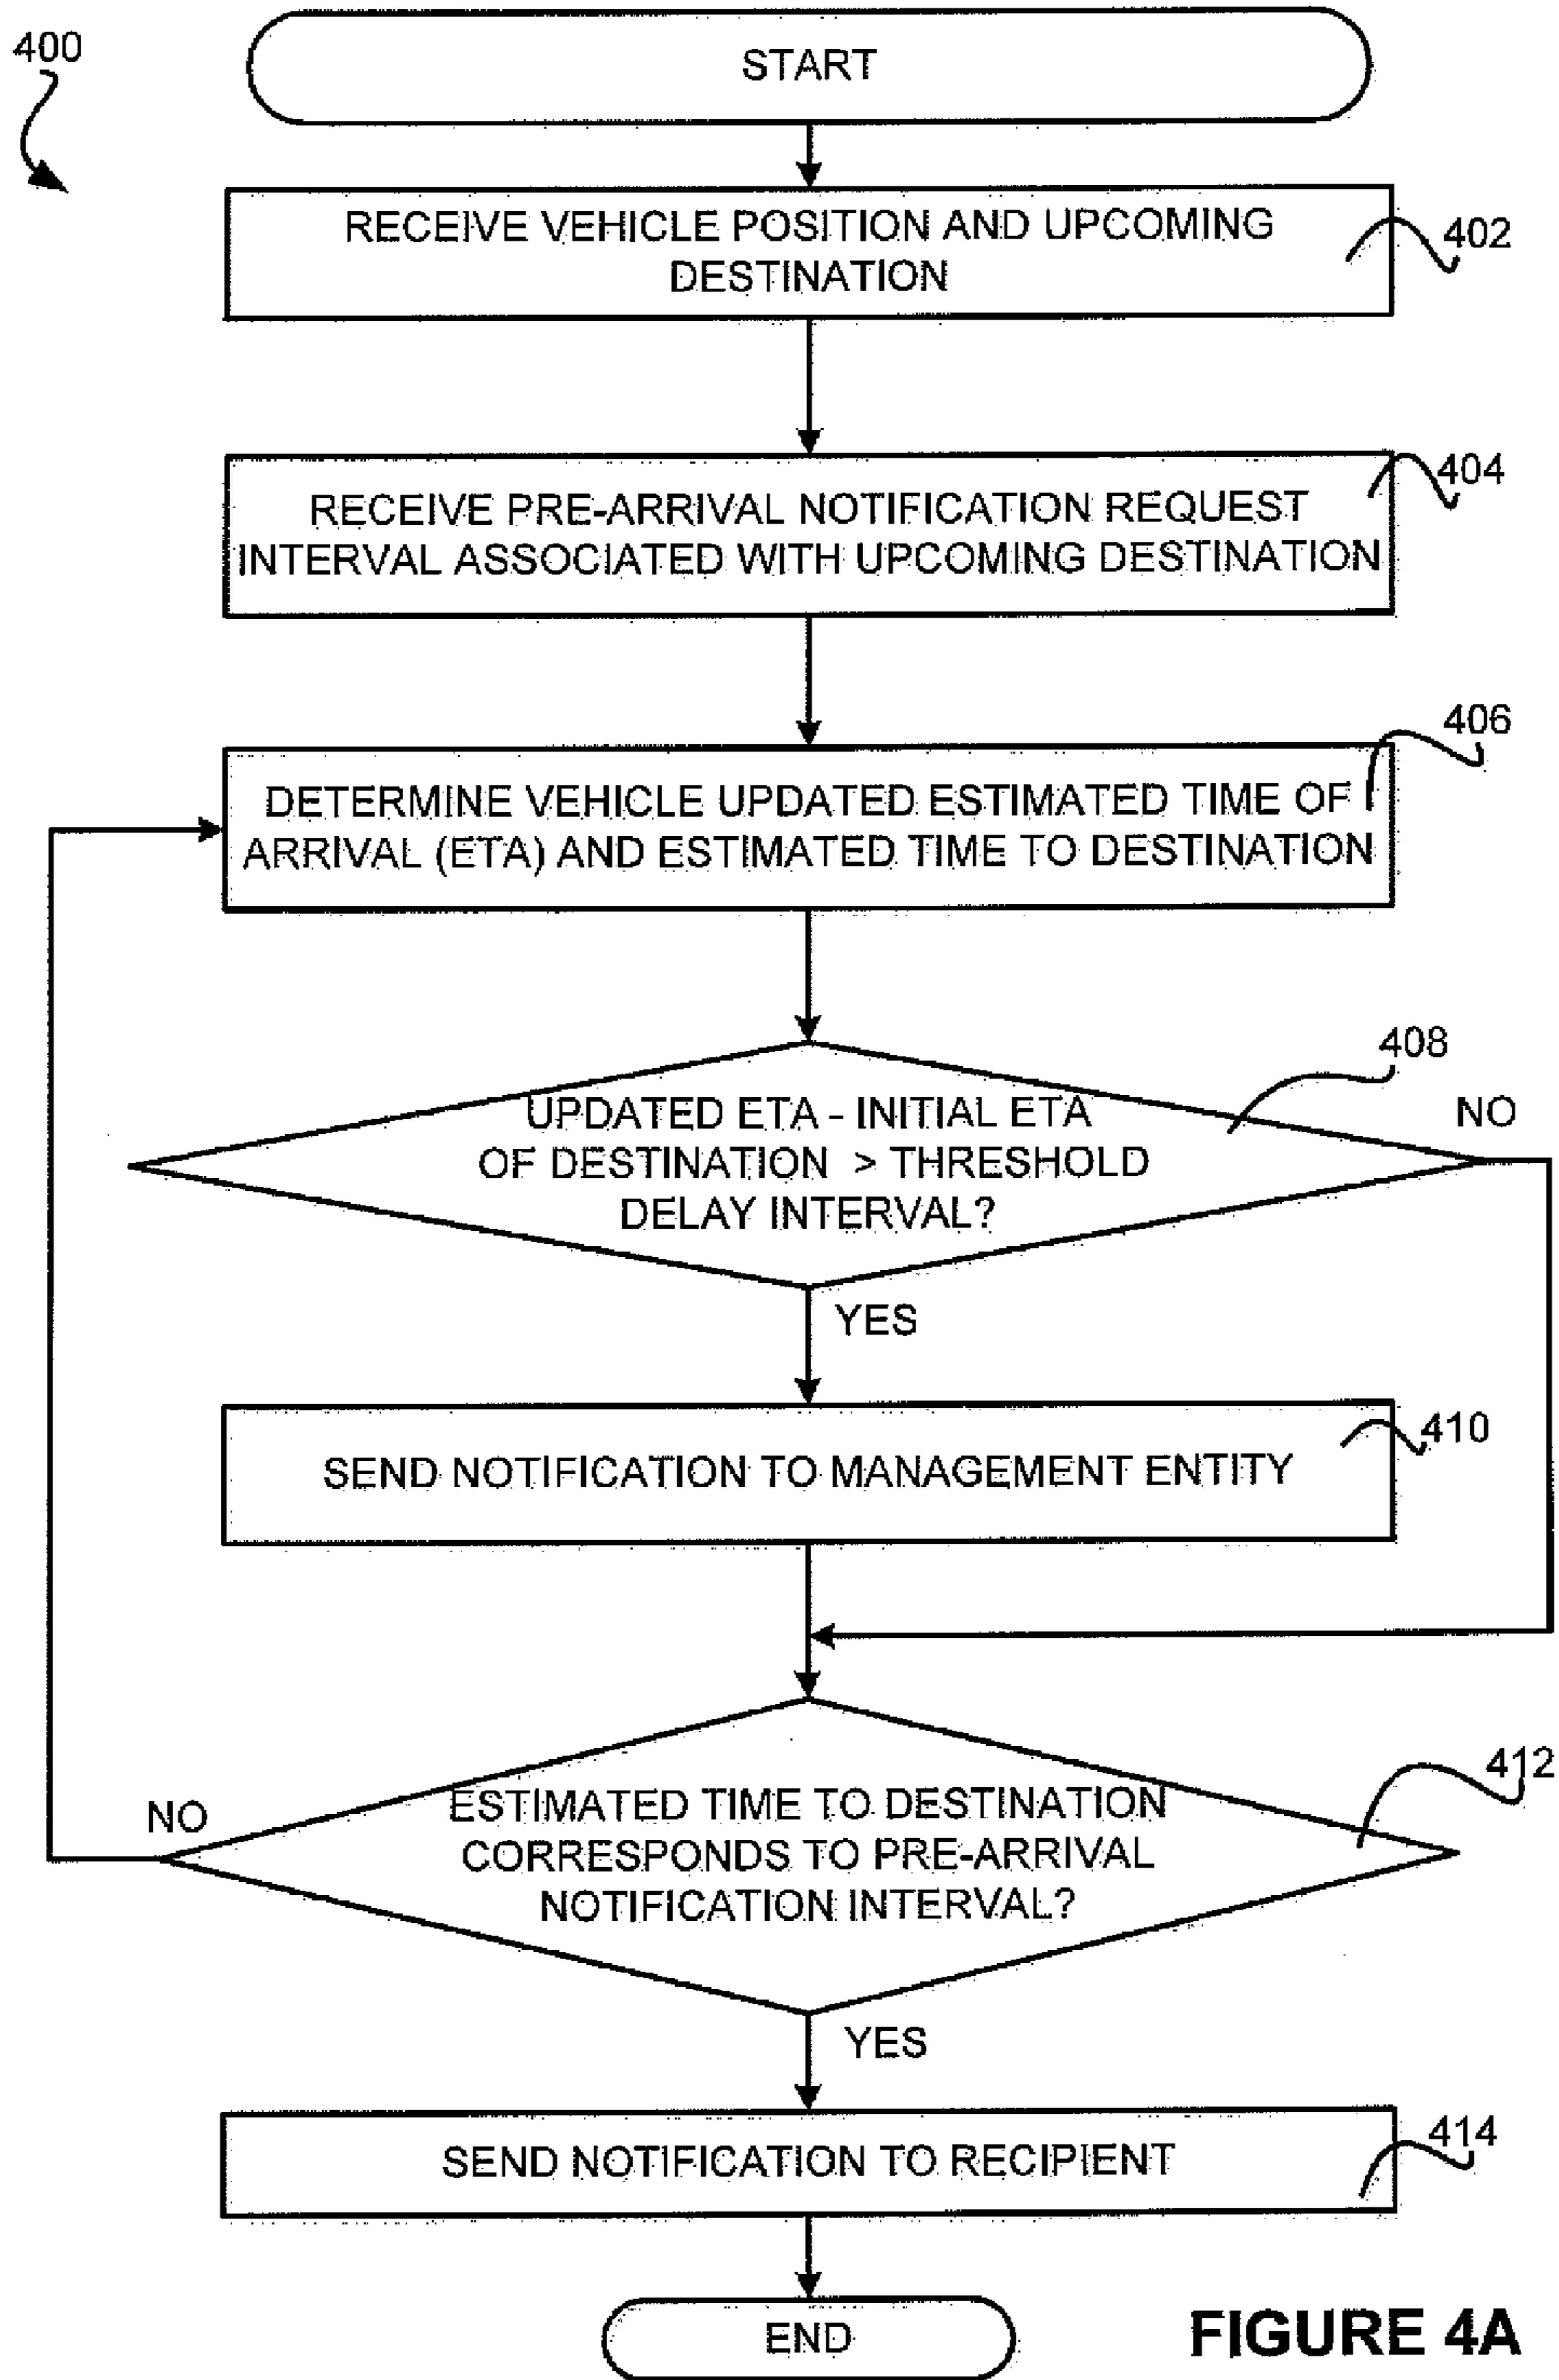 400
START
RECEIVE VEHICLE POSITION AND UPCOMING
DESTINATION
402
RECEIVE PRE-ARRIVAL NOTIFICATION REQUEST
INTERVAL ASSOCIATED WITH UPCOMING DESTINATION
404
DETERMINE VEHICLE UPDATED ESTIMATED TIME OF
ARRIVAL (ETA) AND ESTIMATED TIME TO DESTINATION
406
UPDATED ETA - INITIAL ETA
OF DESTINATION > THRESHOLD
DELAY INTERVAL?
408
NO
YES
SEND NOTIFICATION TO MANAGEMENT ENTITY
410
ESTIMATED TIME TO DESTINATION
CORRESPONDS TO PRE-ARRIVAL
NOTIFICATION INTERVAL?
412
NO
YES
SEND NOTIFICATION TO RECIPIENT
414
END
FIGURE 4A